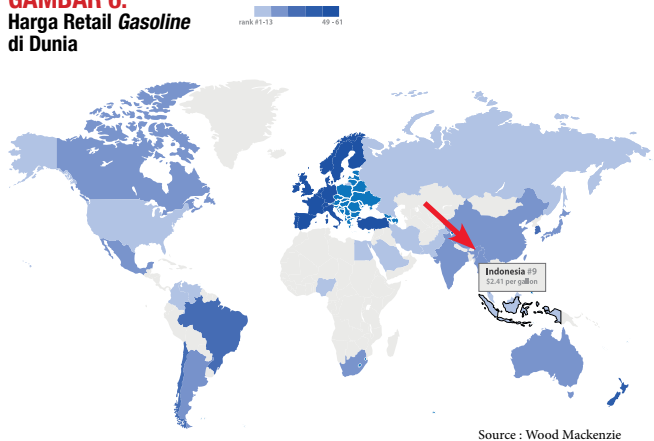 GAMBAR 6.
Harga Retail Gasoline
di Dunia
rank #1-13 49 -61
Indonesia #9
$2.41 per gallon
Source : Wood Mackenzie